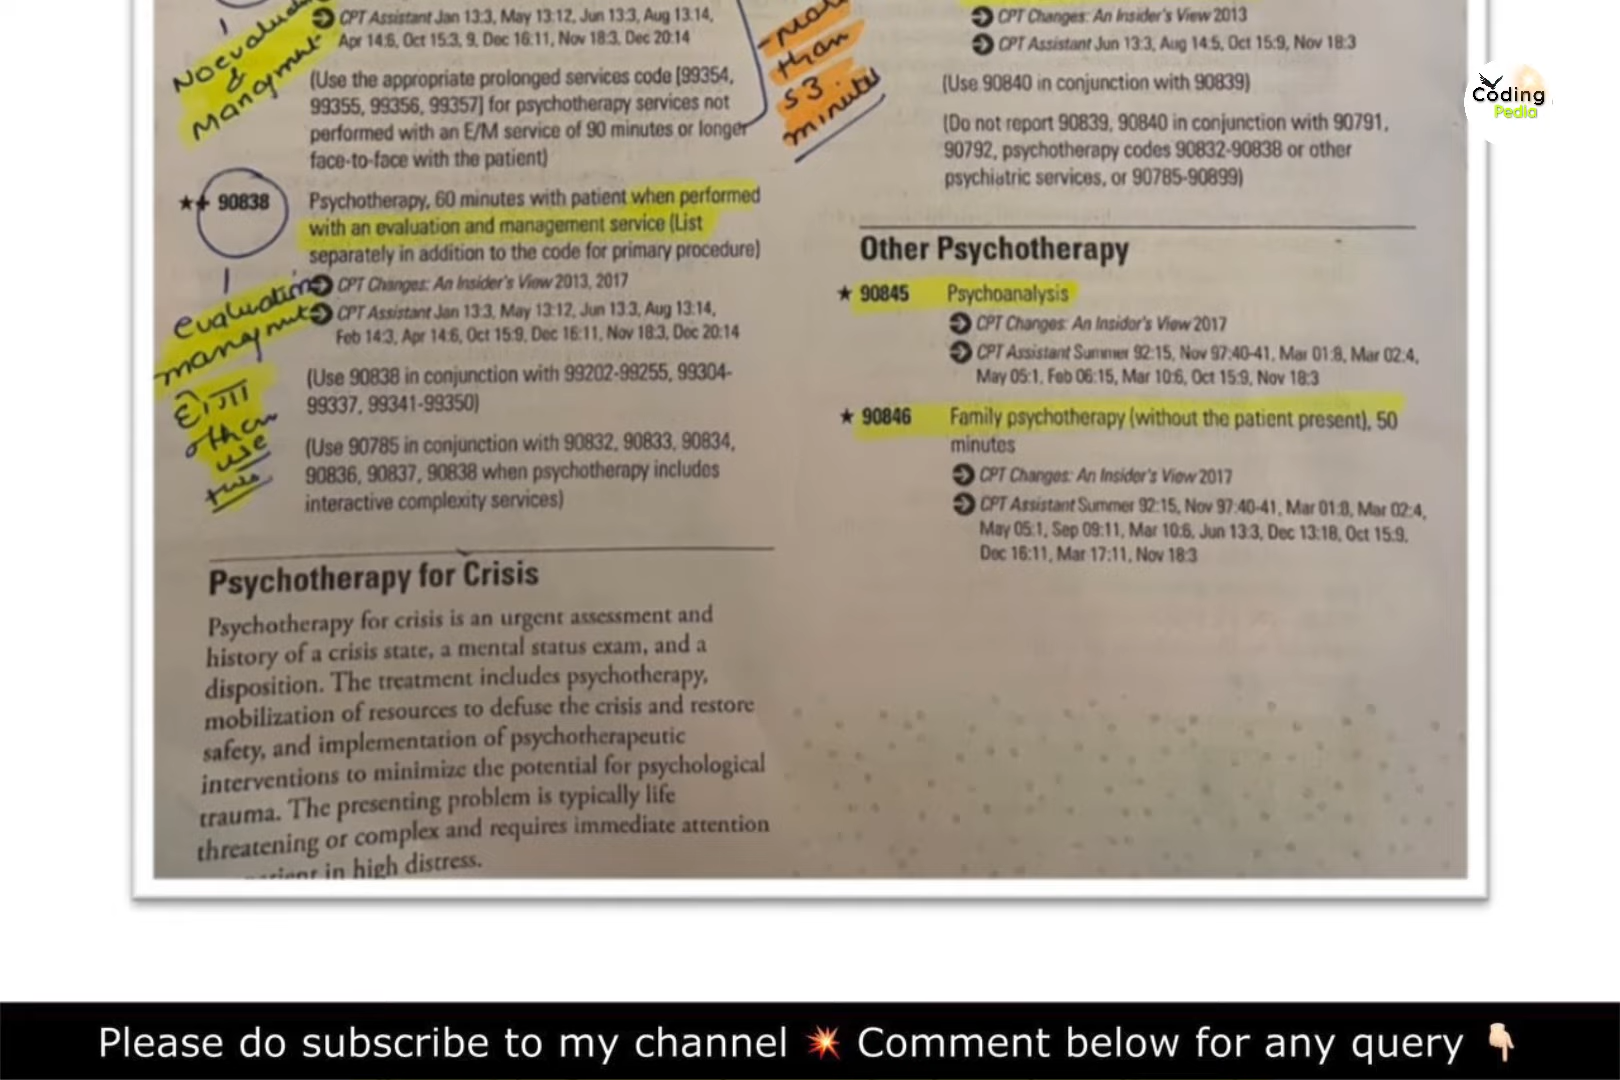 CPT Assistant Jan 13:3, May 13:12, Jun 13:3, Aug 13:14,
Apr 14:6, Oct 15:3, 9, Dec 16:11, Nov 18:3, Dec 20:14
(Use the appropriate prolonged services code [99354,
99355, 99356, 99357] for psychotherapy services not
performed with an E/M service of 90 minutes or longer
face-to-face with the patient)
No
&
★✚ 90838 Psychotherapy, 60 minutes with patient when performed
with an evaluation and management service (List
separately in addition to the code for primary procedure)
CPT Changes: An Insider's View 2013, 2017
CPT Assistant Jan 13:3, May 13:12, Jun 13:3, Aug 13:14,
Feb 14:3, Apr 14:6, Oct 15:9, Dec 16:11, Nov 18:3, Dec 20:14
(Use 90838 in conjunction with 99202-99255, 99304-
99337, 99341-99350)
(Use 90785 in conjunction with 90832, 90833, 90834,
90836, 90837, 90838 when psychotherapy includes
interactive complexity services)
होगा
use
Psychotherapy for Crisis
Psychotherapy for crisis is an urgent assessment and
history of a crisis state, a mental status exam, and a
disposition. The treatment includes psychotherapy,
mobilization of resources to defuse the crisis and restore
safety, and implementation of psychotherapeutic
interventions to minimize the potential for psychological
trauma. The presenting problem is typically life
threatening or complex and requires immediate attention
in high distress.
than
53
minutes
CPT Changes: An Insider's View 2013
CPT Assistant Jun 13:3, Aug 14:5, Oct 15:9, Nov 18:3
(Use 90840 in conjunction with 90839)
(Do not report 90839, 90840 in conjunction with 90791,
90792, psychotherapy codes 90832-90838 or other
psychiatric services, or 90785-90899)
Other Psychotherapy
★ 90845 Psychoanalysis
CPT Changes: An Insider's View 2017
CPT Assistant Summer 92:15, Nov 97:40-41, Mar 01:8, Mar 02:4,
May 05:1, Feb 06:15, Mar 10:6, Oct 15:9, Nov 18:3
★ 90846 Family psychotherapy (without the patient present), 50
minutes
CPT Changes: An Insider's View 2017
CPT Assistant Summer 92:15, Nov 97:40-41, Mar 01:8, Mar 02:4,
May 05:1, Sep 09:11, Mar 10:6, Jun 13:3, Dec 13:18, Oct 15:9,
Dec 16:11, Mar 17:11, Nov 18:3
Coding
Pedia
Please do subscribe to my channel 💥 Comment below for any query 👇🏻